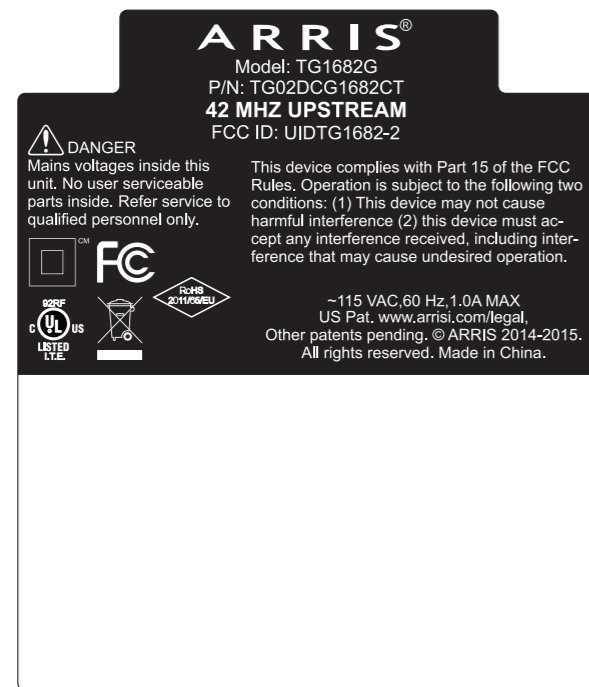 ARRIS®
Model: TG1682G
P/N: TG02DCG1682CT
42 MHZ UPSTREAM
FCC ID: UIDTG1682-2
DANGER
Mains voltages inside this
unit. No user serviceable
parts inside. Refer service to
qualified personnel only.
This device complies with Part 15 of the FCC
Rules. Operation is subject to the following two
conditions: (1) This device may not cause
harmful interference (2) this device must ac-
cept any interference received, including inter-
ference that may cause undesired operation.
CM
FC
RoHS
2011/65/EU
92RF
C UL US
LISTED
I.T.E.
~115 VAC,60 Hz,1.0A MAX
US Pat. www.arrisi.com/legal,
Other patents pending. © ARRIS 2014-2015.
All rights reserved. Made in China.